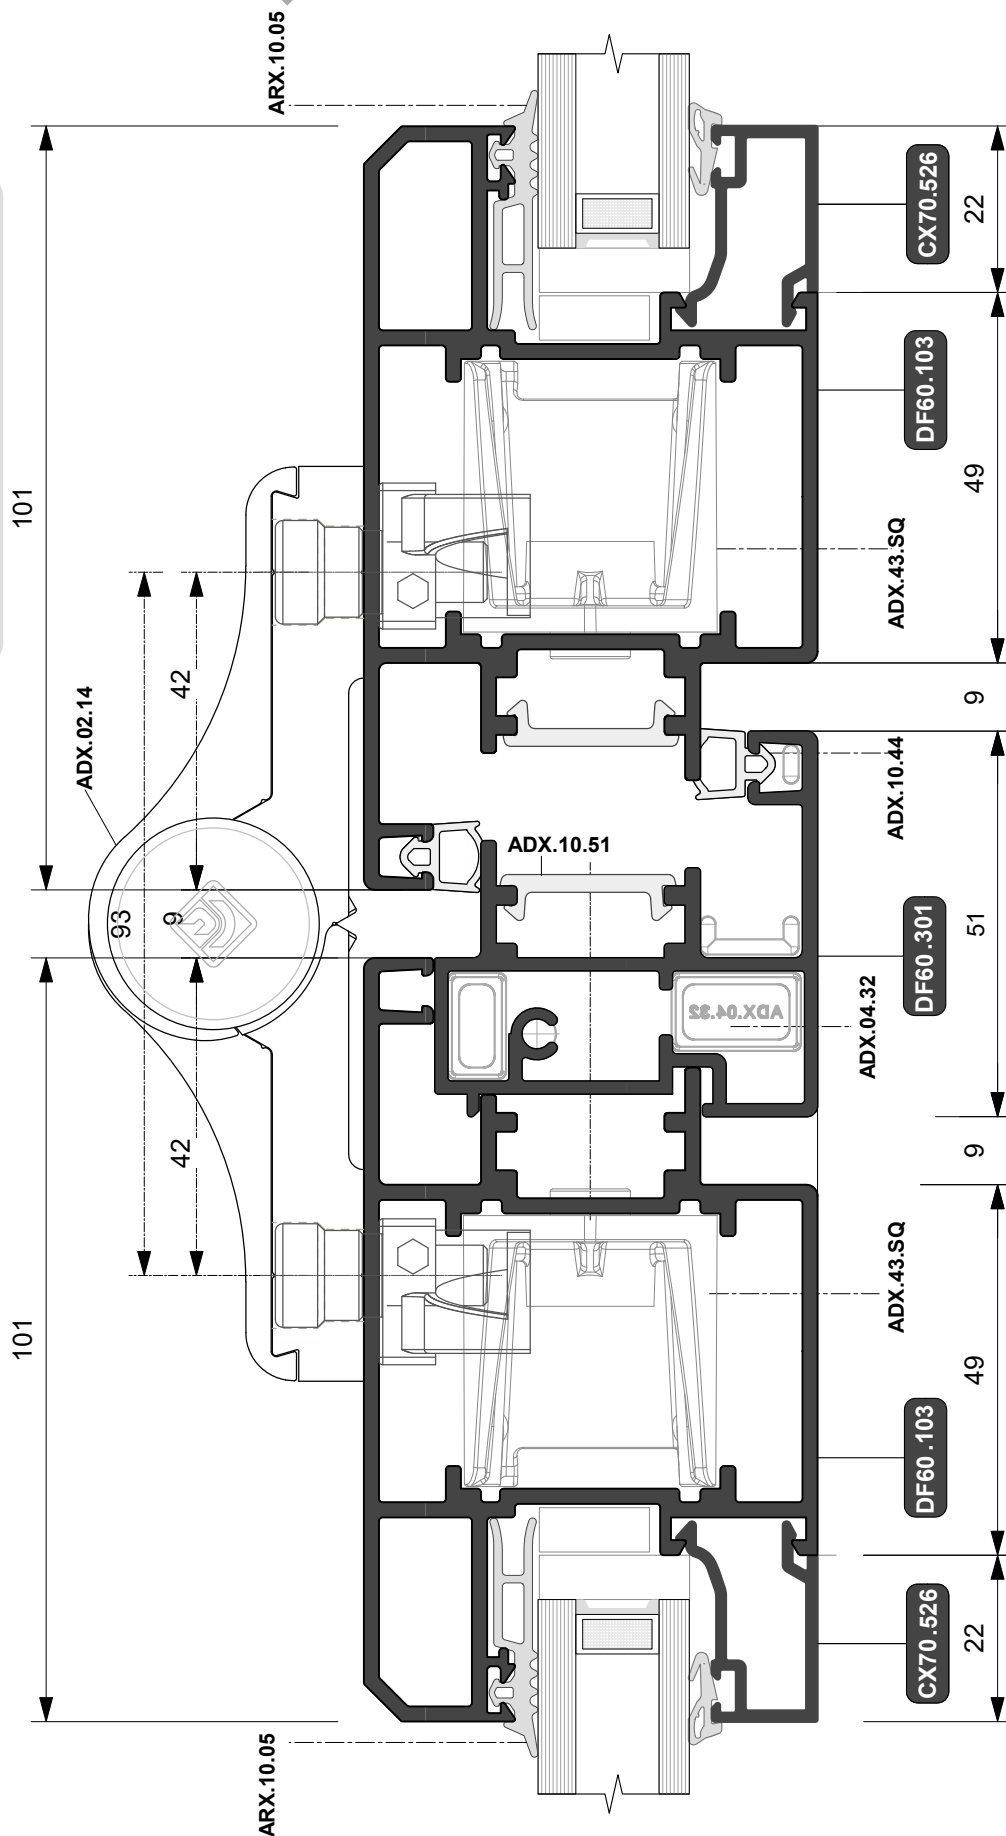 ARX.10.05
101
ADX.02.14
42
93
9
42
101
ARX.10.05
ADX.10.51
ADX.04.32
CX70.526
22
DF60.103
49
ADX.43.SQ
9
ADX.10.44
DF60.301
51
ADX.04.32
9
ADX.43.SQ
DF60.103
49
CX70.526
22